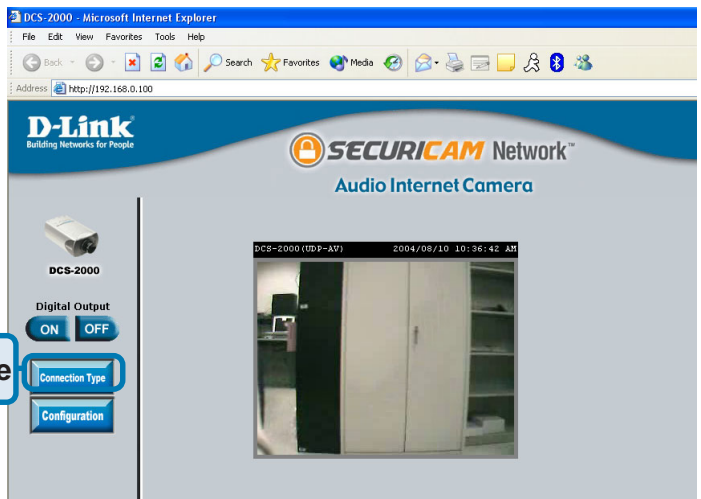 DCS-2000 - Microsoft Internet Explorer
File Edit View Favorites Tools Help
Back Search Favorites Media
Address http://192.168.0.100
D-Link®
Building Networks for People
SECURICAM Network™
Audio Internet Camera
DCS-2000(UDP-AV) 2004/08/10 10:36:42 AM
DCS-2000
Digital Output
ON OFF
e
Connection Type
Configuration